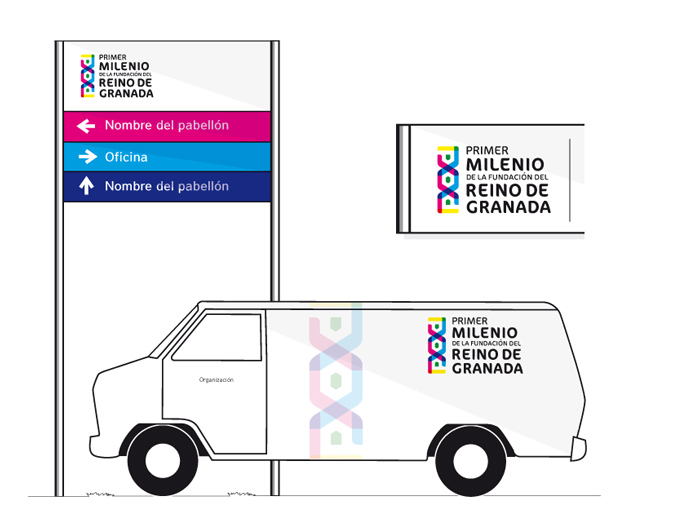 PRIMER
MILENIO
DE LA FUNDACIÓN DEL
REINO DE
GRANADA
Nombre del pabellón
Oficina
Nombre del pabellón
PRIMER
MILENIO
DE LA FUNDACIÓN DEL
REINO DE
GRANADA
PRIMER
MILENIO
DE LA FUNDACIÓN DEL
REINO DE
GRANADA
Organización